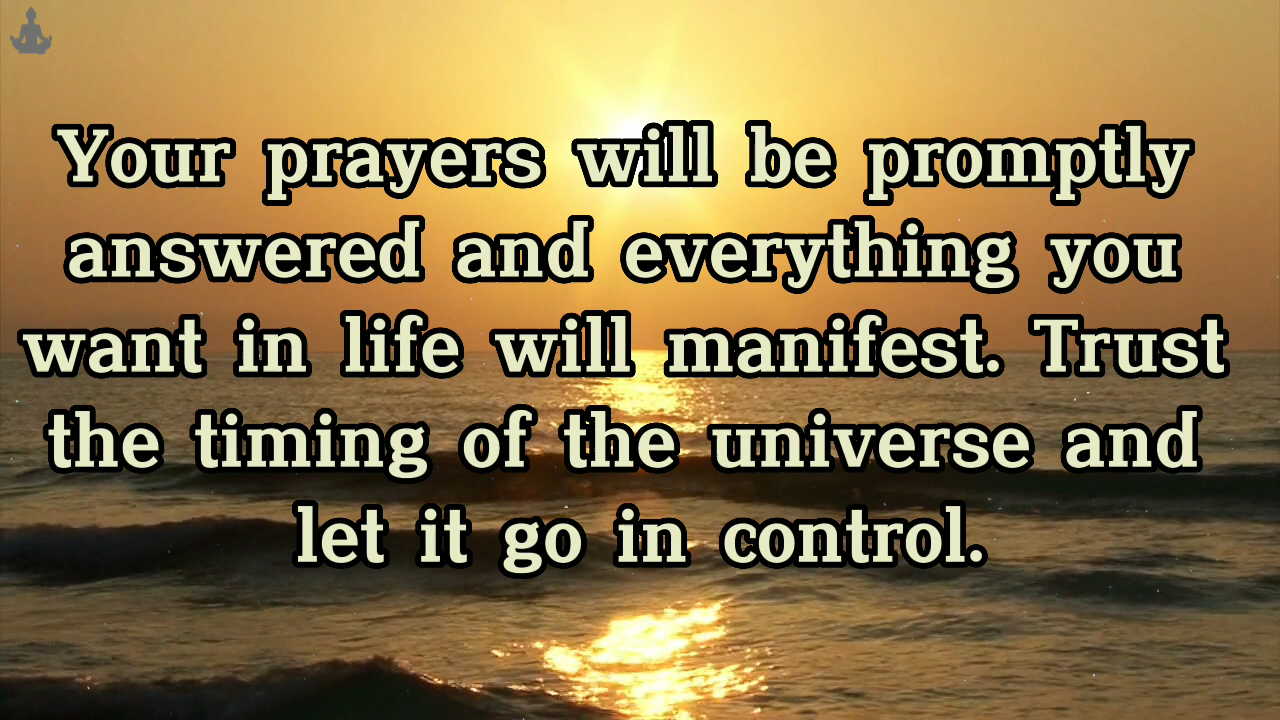 Your prayers will be promptly
answered and everything you
want in life will manifest. Trust
the timing of the universe and
let it go in control.